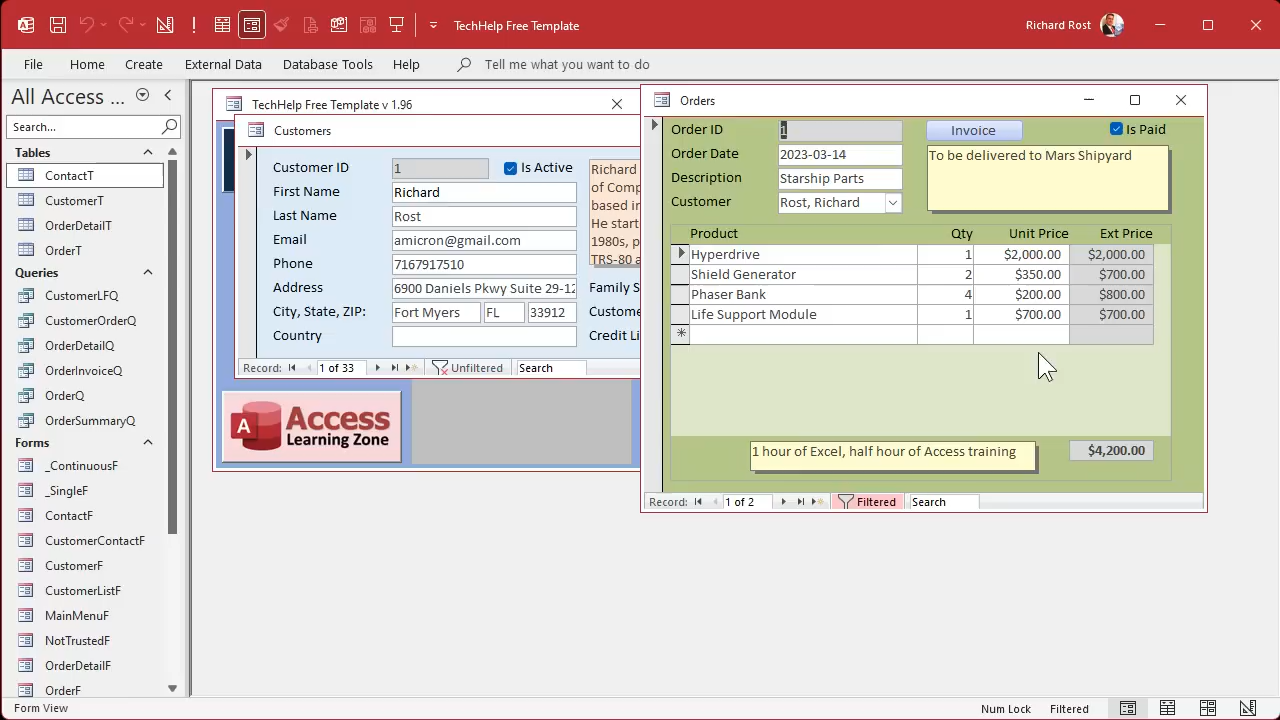 TechHelp Free Template
Richard Rost
File Home Create External Data Database Tools Help Tell me what you want to do
All Access ...
Search...
Tables
ContactT
CustomerT
OrderDetailT
OrderT
Queries
CustomerLFQ
CustomerOrderQ
OrderDetailQ
OrderInvoiceQ
OrderQ
OrderSummaryQ
Forms
_ContinuousF
_SingleF
ContactF
CustomerContactF
CustomerF
CustomerListF
MainMenuF
NotTrustedF
OrderDetailF
OrderF
TechHelp Free Template v 1.96
Customers
Customer ID 1 Is Active
First Name Richard
Last Name Rost
Email amicron@gmail.com
Phone 7167917510
Address 6900 Daniels Pkwy Suite 29-12
City, State, ZIP: Fort Myers FL 33912
Country
Richard
of Comp
based in
He start
1980s, p
TRS-80 a
Family S
Custome
Credit Li
Record: 1 of 33 Unfiltered Search
A Access
Learning Zone
Orders
Order ID 1 Invoice Is Paid
Order Date 2023-03-14 To be delivered to Mars Shipyard
Description Starship Parts
Customer Rost, Richard
Product Qty Unit Price Ext Price
Hyperdrive 1 $2,000.00 $2,000.00
Shield Generator 2 $350.00 $700.00
Phaser Bank 4 $200.00 $800.00
Life Support Module 1 $700.00 $700.00
1 hour of Excel, half hour of Access training $4,200.00
Record: 1 of 2 Filtered Search
Form View Num Lock Filtered